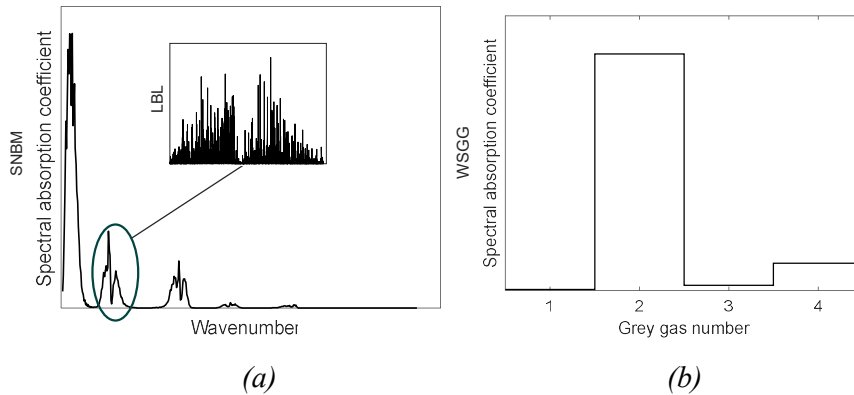 SNBM
Spectral absorption coefficient
LBL
Wavenumber
(a)
WSGG
Spectral absorption coefficient
1 2 3 4
Grey gas number
(b)